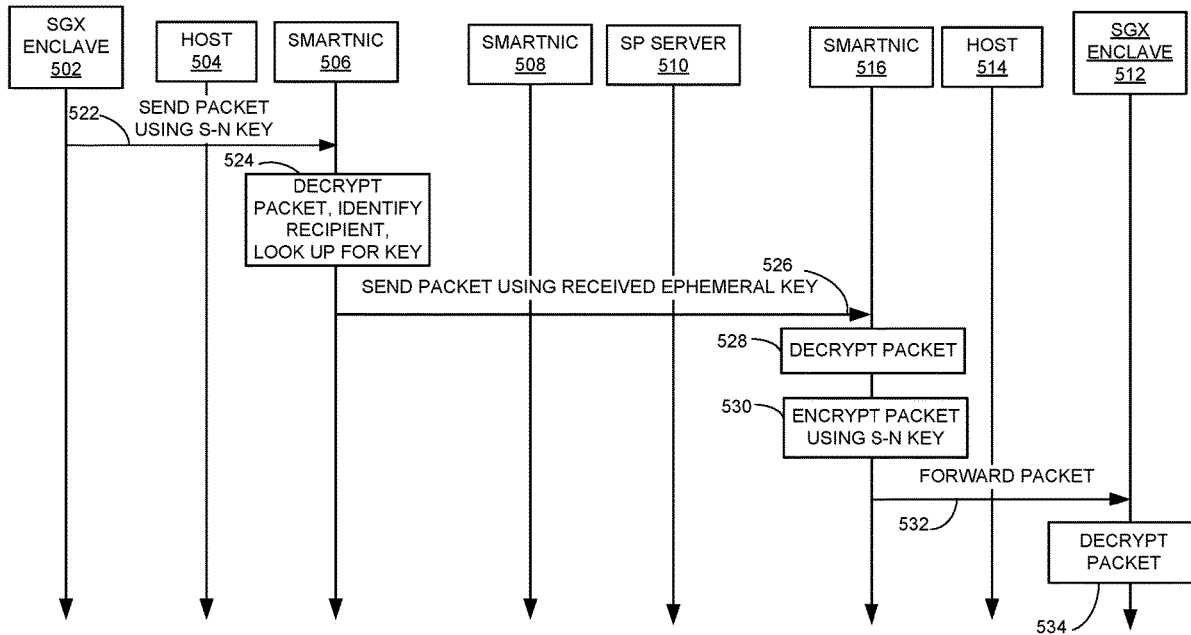 SGX
ENCLAVE
502
HOST
504
SMARTNIC
506
SMARTNIC
508
SP SERVER
510
SMARTNIC
516
HOST
514
SGX
ENCLAVE
512
522
SEND PACKET
USING S-N KEY
524
DECRYPT
PACKET, IDENTIFY
RECIPIENT,
LOOK UP FOR KEY
526
SEND PACKET USING RECEIVED EPHEMERAL KEY
528
DECRYPT PACKET
530
ENCRYPT PACKET
USING S-N KEY
FORWARD PACKET
532
DECRYPT
PACKET
534